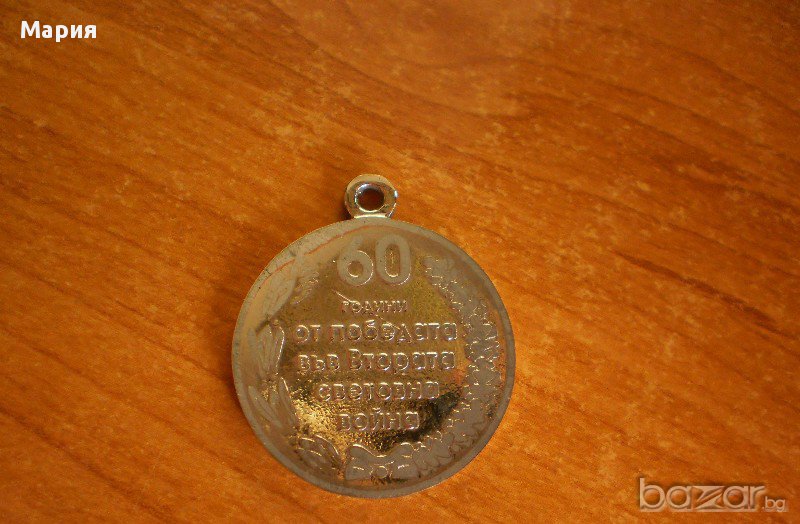 Мария
60
години
от победата
във Втората
световна
война
bazar.bg